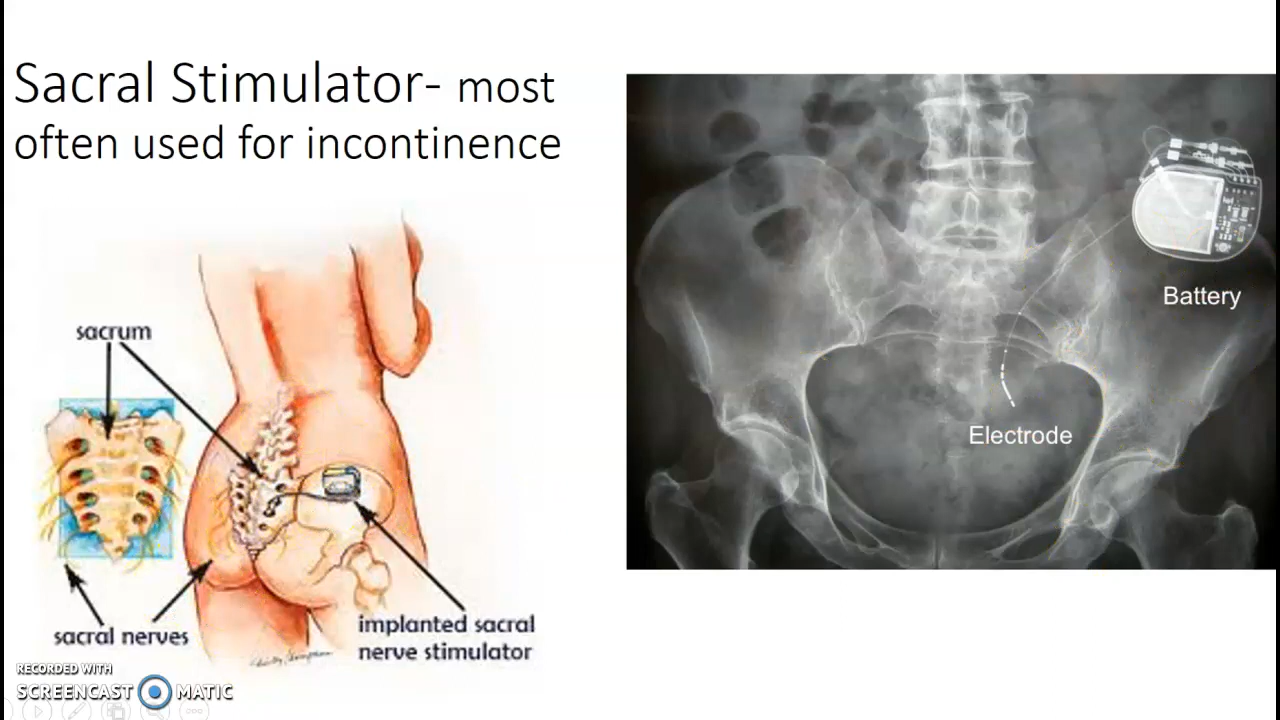 Sacral Stimulator- most
often used for incontinence
sacrum
sacral nerves
implanted sacral
nerve stimulator
Battery
Electrode
RECORDED WITH
SCREENCAST MATIC